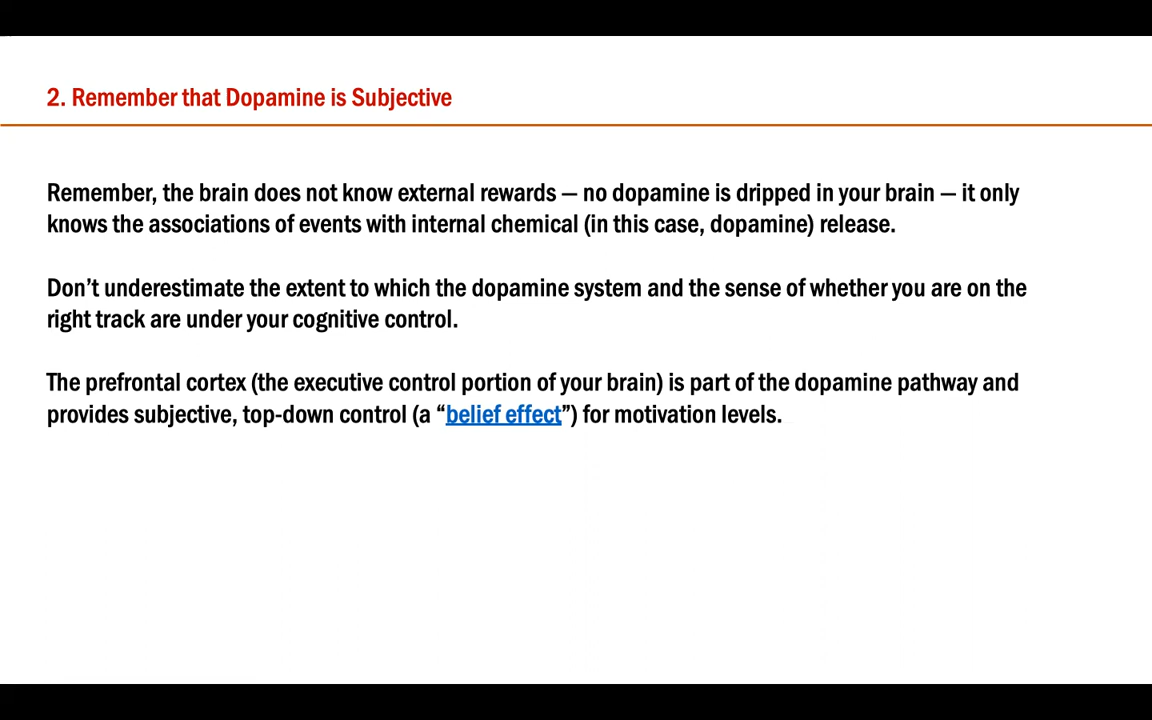 2. Remember that Dopamine is Subjective
Remember, the brain does not know external rewards — no dopamine is dripped in your brain — it only
knows the associations of events with internal chemical (in this case, dopamine) release.
Don’t underestimate the extent to which the dopamine system and the sense of whether you are on the
right track are under your cognitive control.
The prefrontal cortex (the executive control portion of your brain) is part of the dopamine pathway and
provides subjective, top-down control (a “belief effect”) for motivation levels.